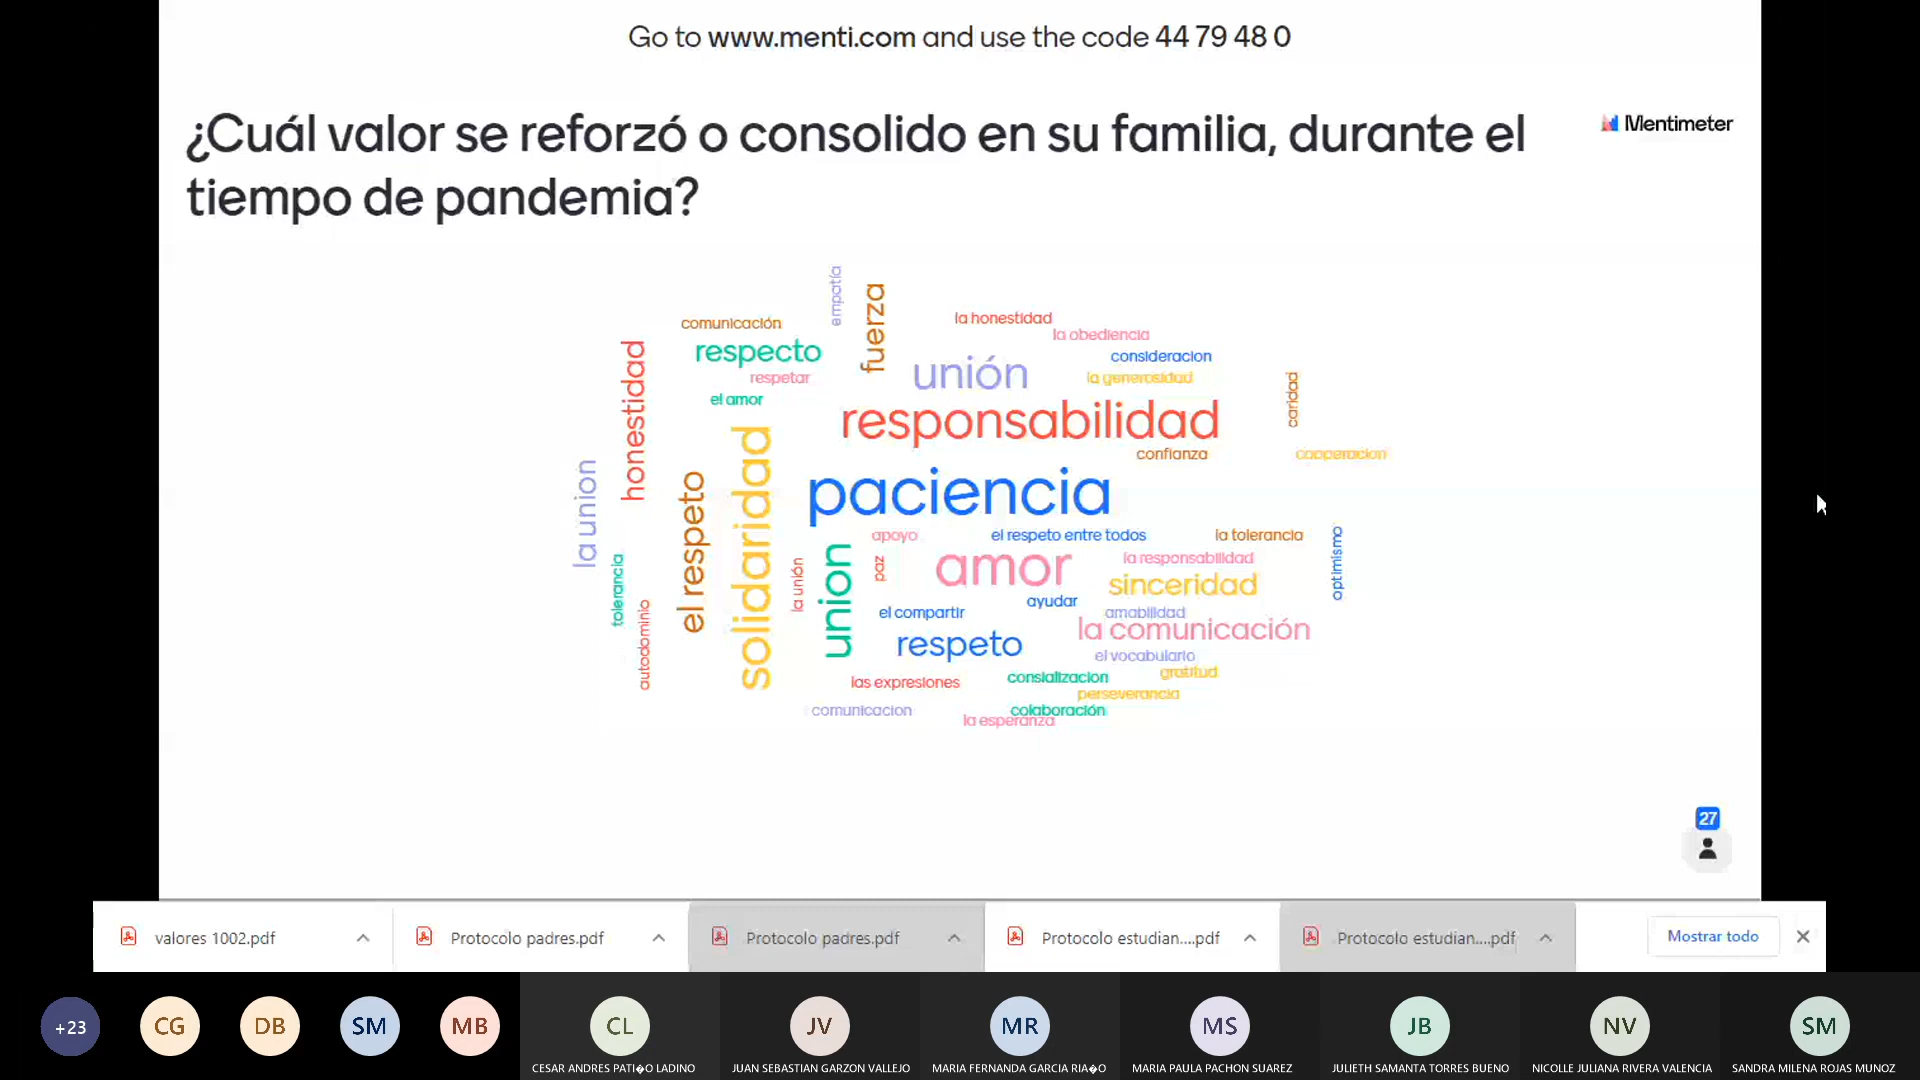 Go to www.menti.com and use the code 44 79 48 0
¿Cuál valor se reforzó o consolido en su familia, durante el
tiempo de pandemia?
Mentimeter
empatía
fuerza
comunicación
la honestidad
la obediencia
respecto
consideracion
unión
respetar
la generosidad
el amor
honestidad
caridad
responsabilidad
confianza
cooperacion
la union
el respeto
solidaridad
paciencia
apoyo
el respeto entre todos
la tolerancia
optimismo
tolerancia
la unión
union
paz
amor
la responsabilidad
sinceridad
ayudar
el compartir
amabilidad
autodominio
respeto
la comunicación
el vocabulario
gratitud
las expresiones
consialización
perseverancia
comunicacion
colaboración
la esperanza
27
valores 1002.pdf
Protocolo padres.pdf
Protocolo padres.pdf
Protocolo estudian....pdf
Protocolo estudian....pdf
Mostrar todo
+23
CG
DB
SM
MB
CL
JV
MR
MS
JB
NV
SM
CESAR ANDRES PATI�O LADINO
JUAN SEBASTIAN GARZON VALLEJO
MARIA FERNANDA GARCIA RIA�O
MARIA PAULA PACHON SUAREZ
JULIETH SAMANTA TORRES BUENO
NICOLLE JULIANA RIVERA VALENCIA
SANDRA MILENA ROJAS MUNOZ